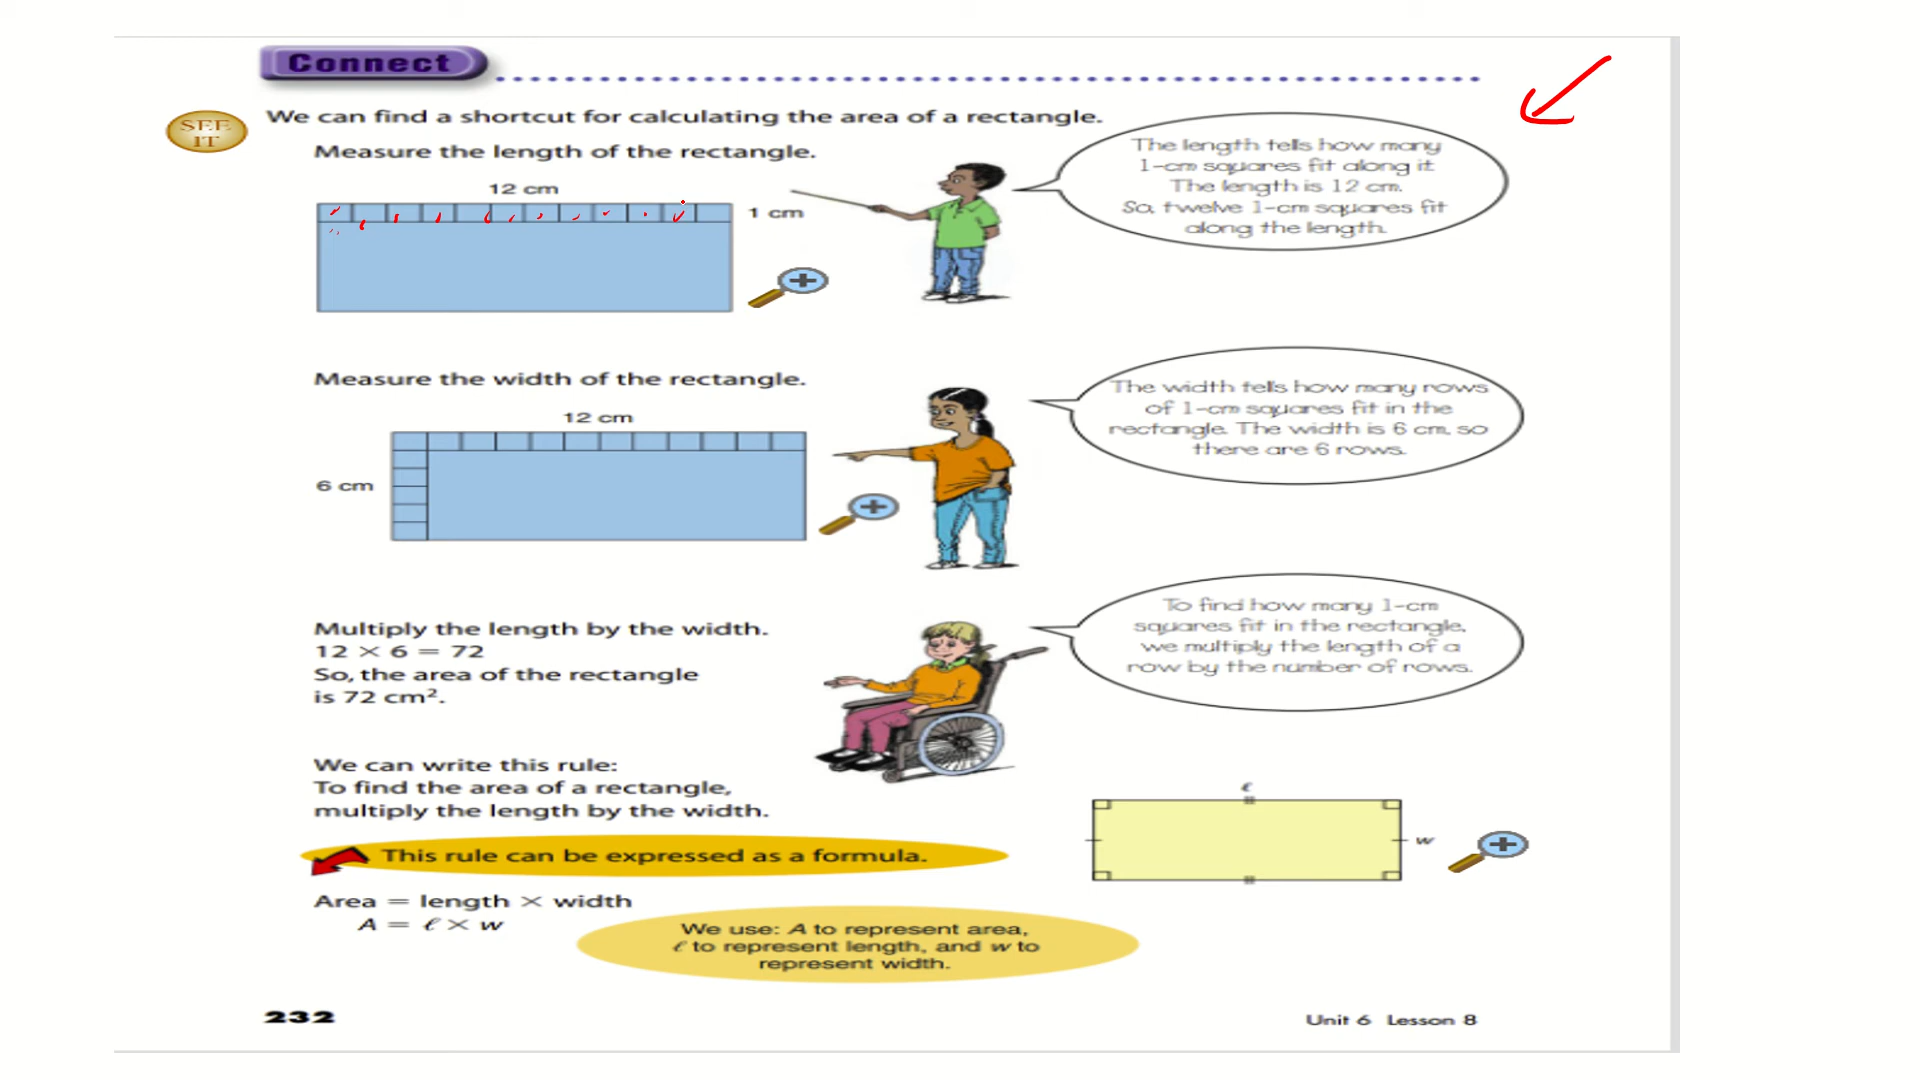 Connect
SEE
IT
We can find a shortcut for calculating the area of a rectangle.
Measure the length of the rectangle.
12 cm
1 cm
The length tells how many
1-cm squares fit along it.
The length is 12 cm.
So, twelve 1-cm squares fit
along the length.
Measure the width of the rectangle.
12 cm
6 cm
The width tells how many rows
of 1-cm squares fit in the
rectangle. The width is 6 cm, so
there are 6 rows.
Multiply the length by the width.
12 × 6 = 72
So, the area of the rectangle
is 72 cm².
To find how many 1-cm
squares fit in the rectangle,
we multiply the length of a
row by the number of rows.
We can write this rule:
To find the area of a rectangle,
multiply the length by the width.
ℓ
w
This rule can be expressed as a formula.
Area = length × width
A = ℓ × w
We use: A to represent area,
ℓ to represent length, and w to
represent width.
232
Unit 6 Lesson 8